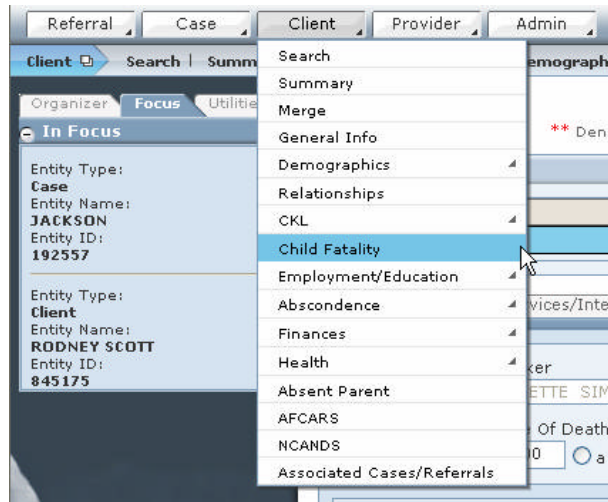 Referral Case Client Provider Admin
Client Search | Summ
emograph
Organizer Focus Utilitie
In Focus
Entity Type:
Case
Entity Name:
JACKSON
Entity ID:
192557
Entity Type:
Client
Entity Name:
RODNEY SCOTT
Entity ID:
845175
Search
Summary
Merge
General Info
Demographics
Relationships
CKL
Child Fatality
Employment/Education
Abscondence
Finances
Health
Absent Parent
AFCARS
NCANDS
Associated Cases/Referrals
** Den
vices/Inte
ker
ETTE SIM
Of Death
00 a